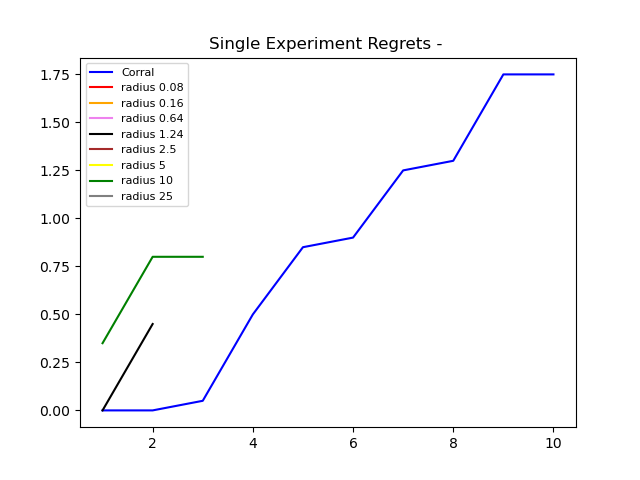 Single Experiment Regrets -
1.75
1.50
1.25
1.00
0.75
0.50
0.25
0.00
Corral
radius 0.08
radius 0.16
radius 0.64
radius 1.24
radius 2.5
radius 5
radius 10
radius 25
2
4
6
8
10